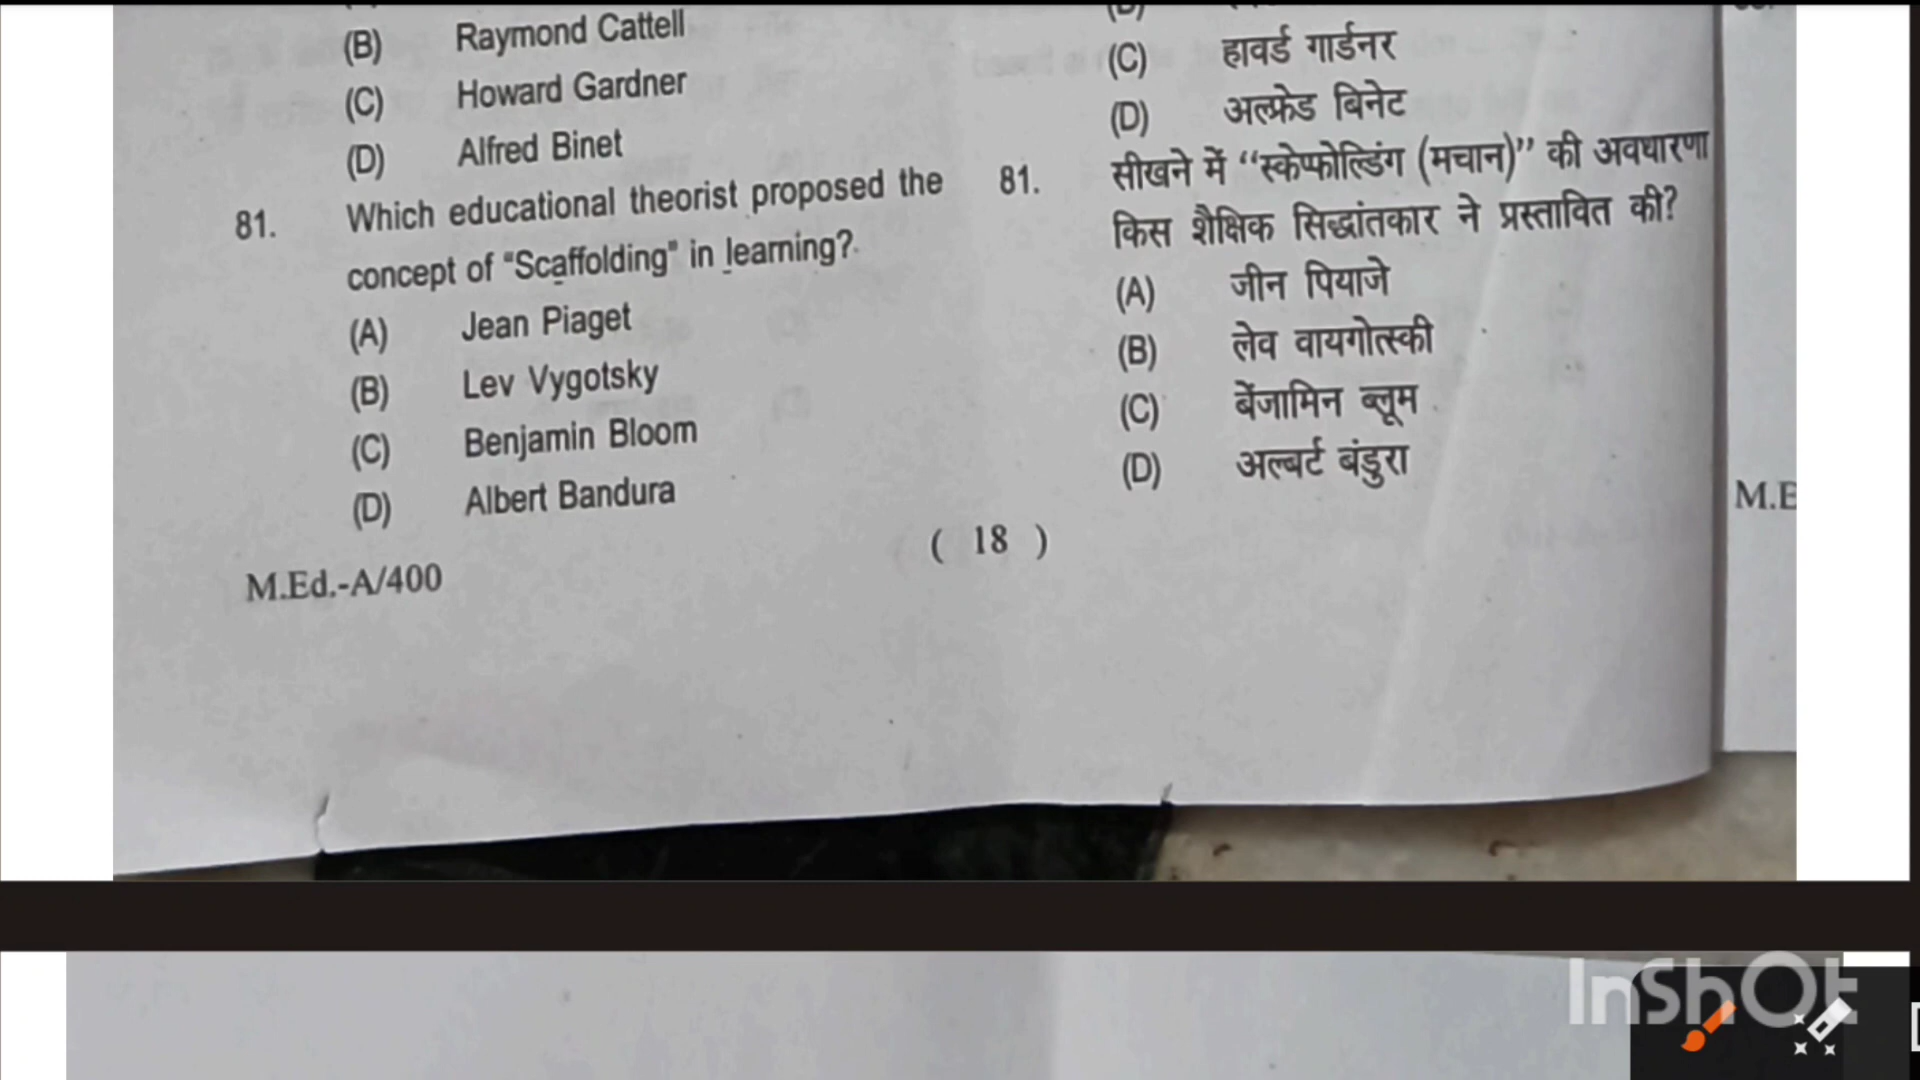 (B) Raymond Cattell
(C) Howard Gardner
(D) Alfred Binet
81. Which educational theorist proposed the
concept of "Scaffolding" in learning?
(A) Jean Piaget
(B) Lev Vygotsky
(C) Benjamin Bloom
(D) Albert Bandura
M.Ed.-A/400
( 18 )
(C) हावर्ड गार्डनर
(D) अल्फ्रेड बिनेट
81. सीखने में “स्केफ्फोल्डिंग (मचान)” की अवधारणा
किस शैक्षिक सिद्धांतकार ने प्रस्तावित की?
(A) जीन पियाजे
(B) लेव वायगोत्स्की
(C) बेंजामिन ब्लूम
(D) अल्बर्ट बंडुरा
M.E
InShOt